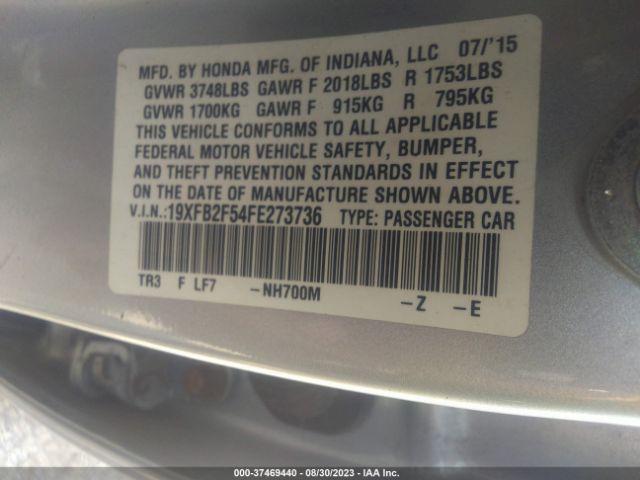 MFD. BY HONDA MFG. OF INDIANA, LLC 07/'15
GVWR 3748LBS GAWR F 2018LBS R 1753LBS
GVWR 1700KG GAWR F 915KG R 795KG
THIS VEHICLE CONFORMS TO ALL APPLICABLE
FEDERAL MOTOR VEHICLE SAFETY, BUMPER,
AND THEFT PREVENTION STANDARDS IN EFFECT
ON THE DATE OF MANUFACTURE SHOWN ABOVE.
V.I.N.:19XFB2F54FE273736 TYPE: PASSENGER CAR
TR3 F LF7 -NH700M -Z -E
000-37469440 - 08/30/2023 - IAA Inc.